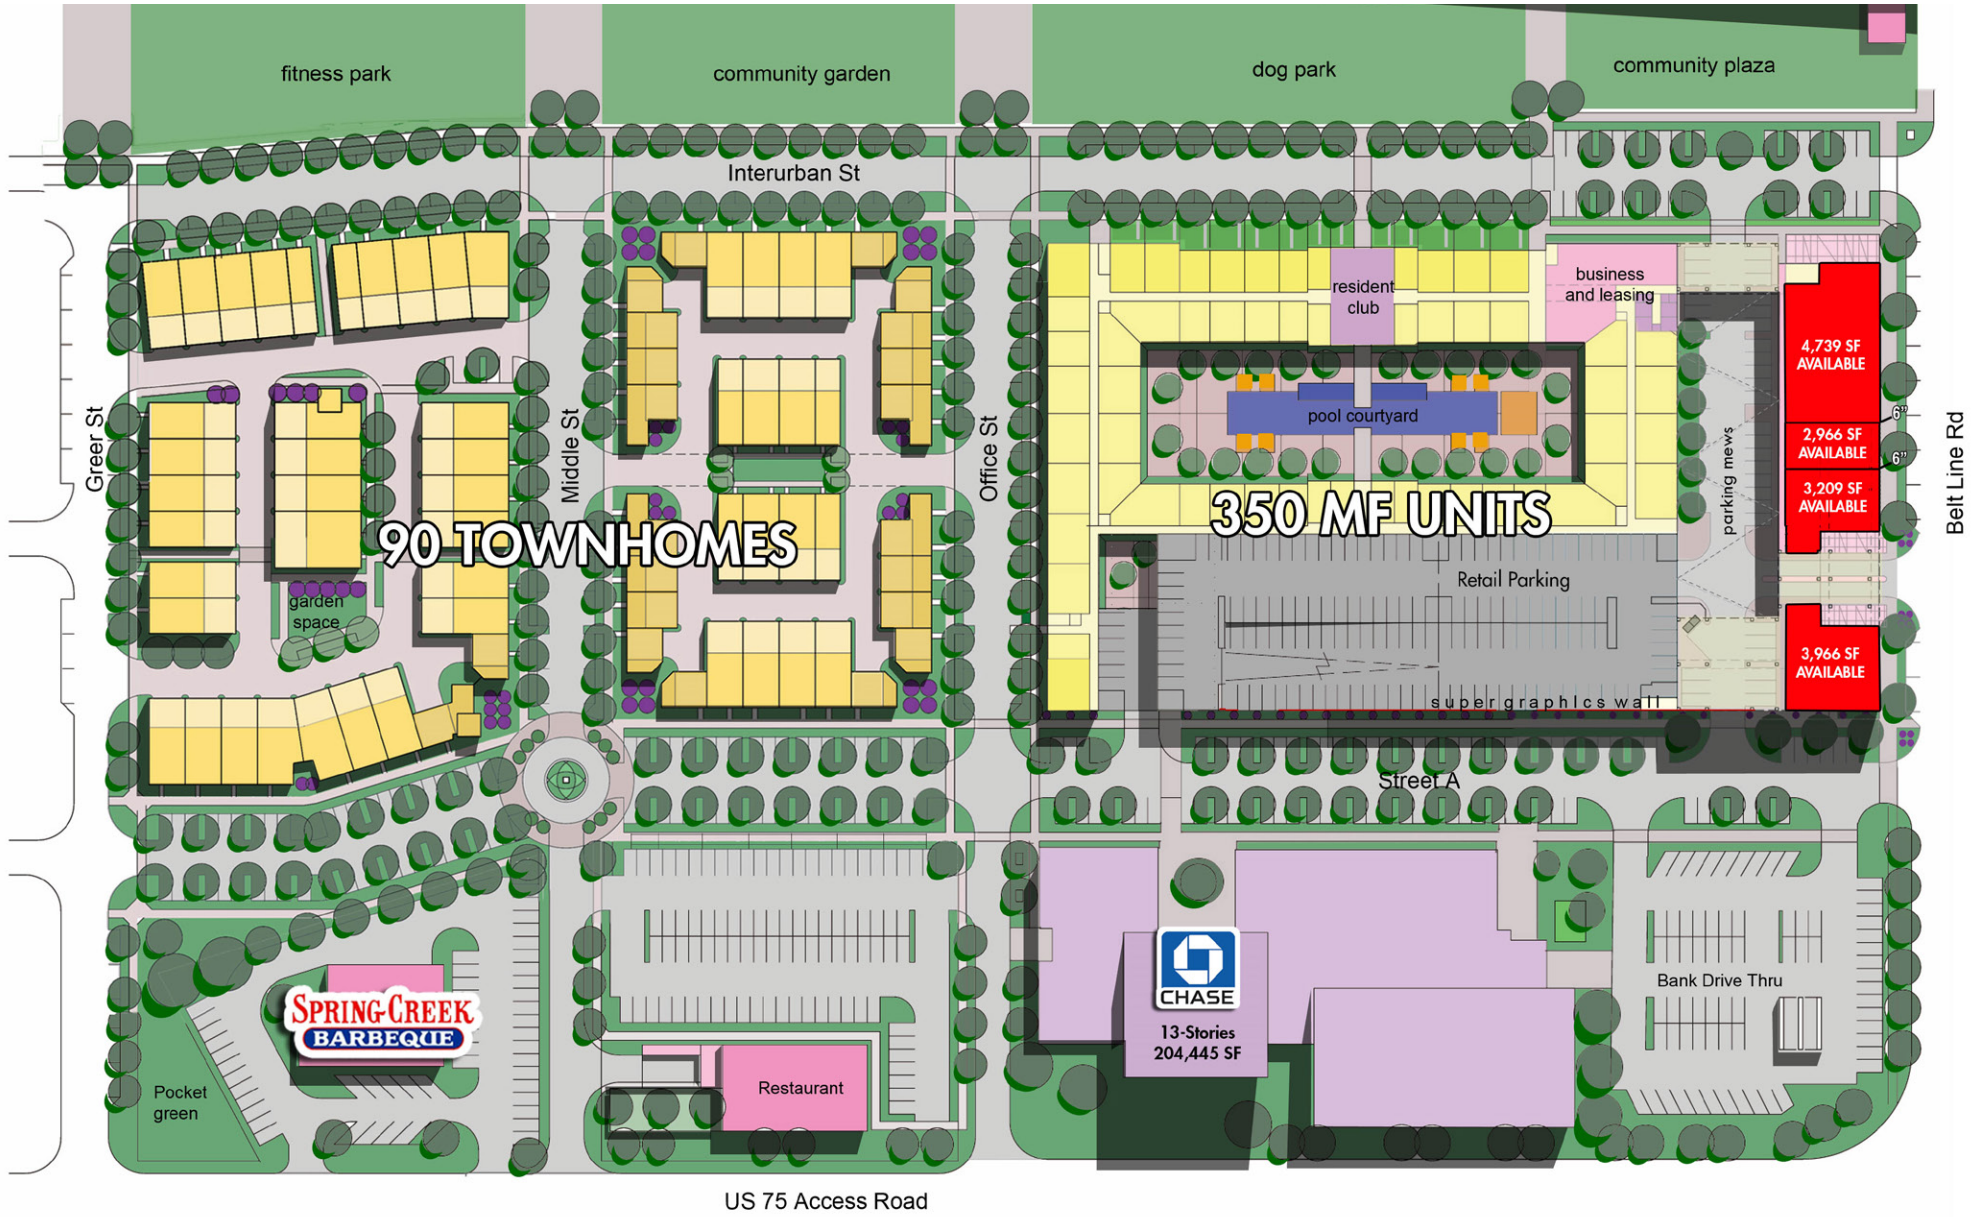 fitness park
community garden
dog park
community plaza
Interurban St
resident
club
business
and leasing
4,739 SF
AVAILABLE
6"
2,966 SF
AVAILABLE
6"
3,209 SF
AVAILABLE
Greer St
Middle St
Office St
pool courtyard
parking mews
Belt Line Rd
90 TOWNHOMES
350 MF UNITS
Retail Parking
garden
space
3,966 SF
AVAILABLE
super graphics wall
Street A
SPRING CREEK
BARBEQUE
CHASE
13-Stories
204,445 SF
Bank Drive Thru
Pocket
green
Restaurant
US 75 Access Road